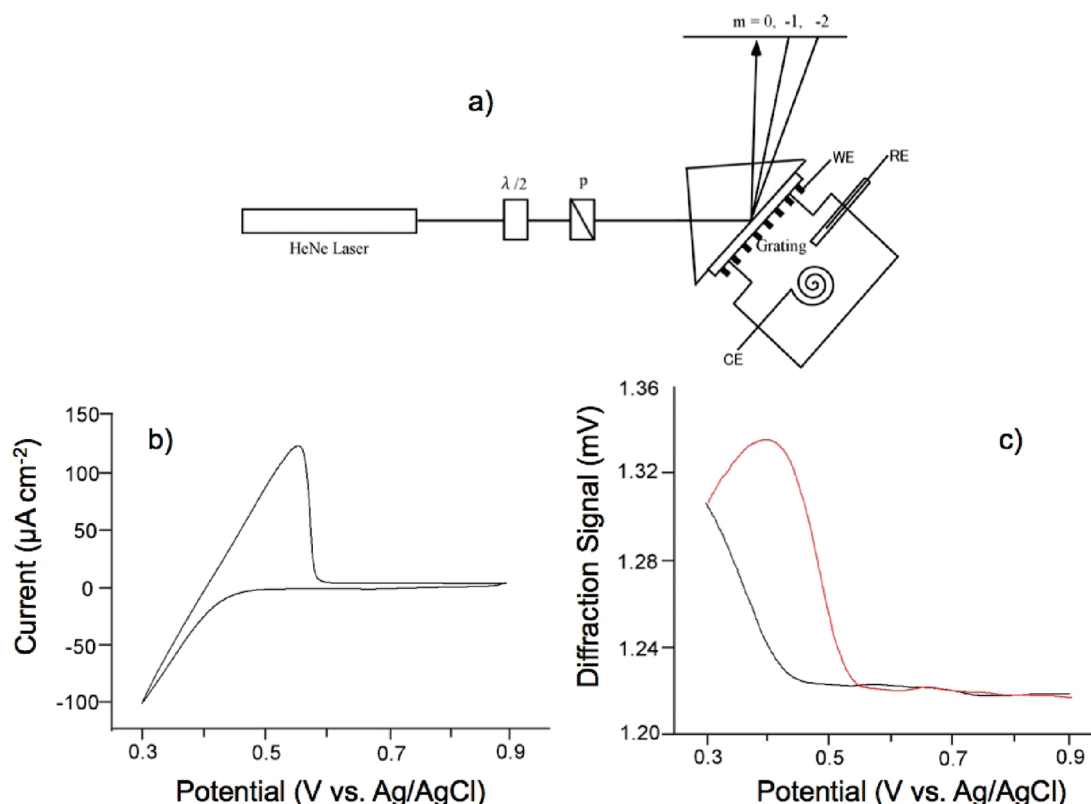 m = 0, -1, -2
a)
WE
RE
λ /2
p
HeNe Laser
Grating
CE
b)
150
100
50
0
-50
-100
Current (µA cm-2)
0.3
0.5
0.7
0.9
Potential (V vs. Ag/AgCl)
c)
1.36
1.32
1.28
1.24
1.20
Diffraction Signal (mV)
0.3
0.5
0.7
0.9
Potential (V vs. Ag/AgCl)